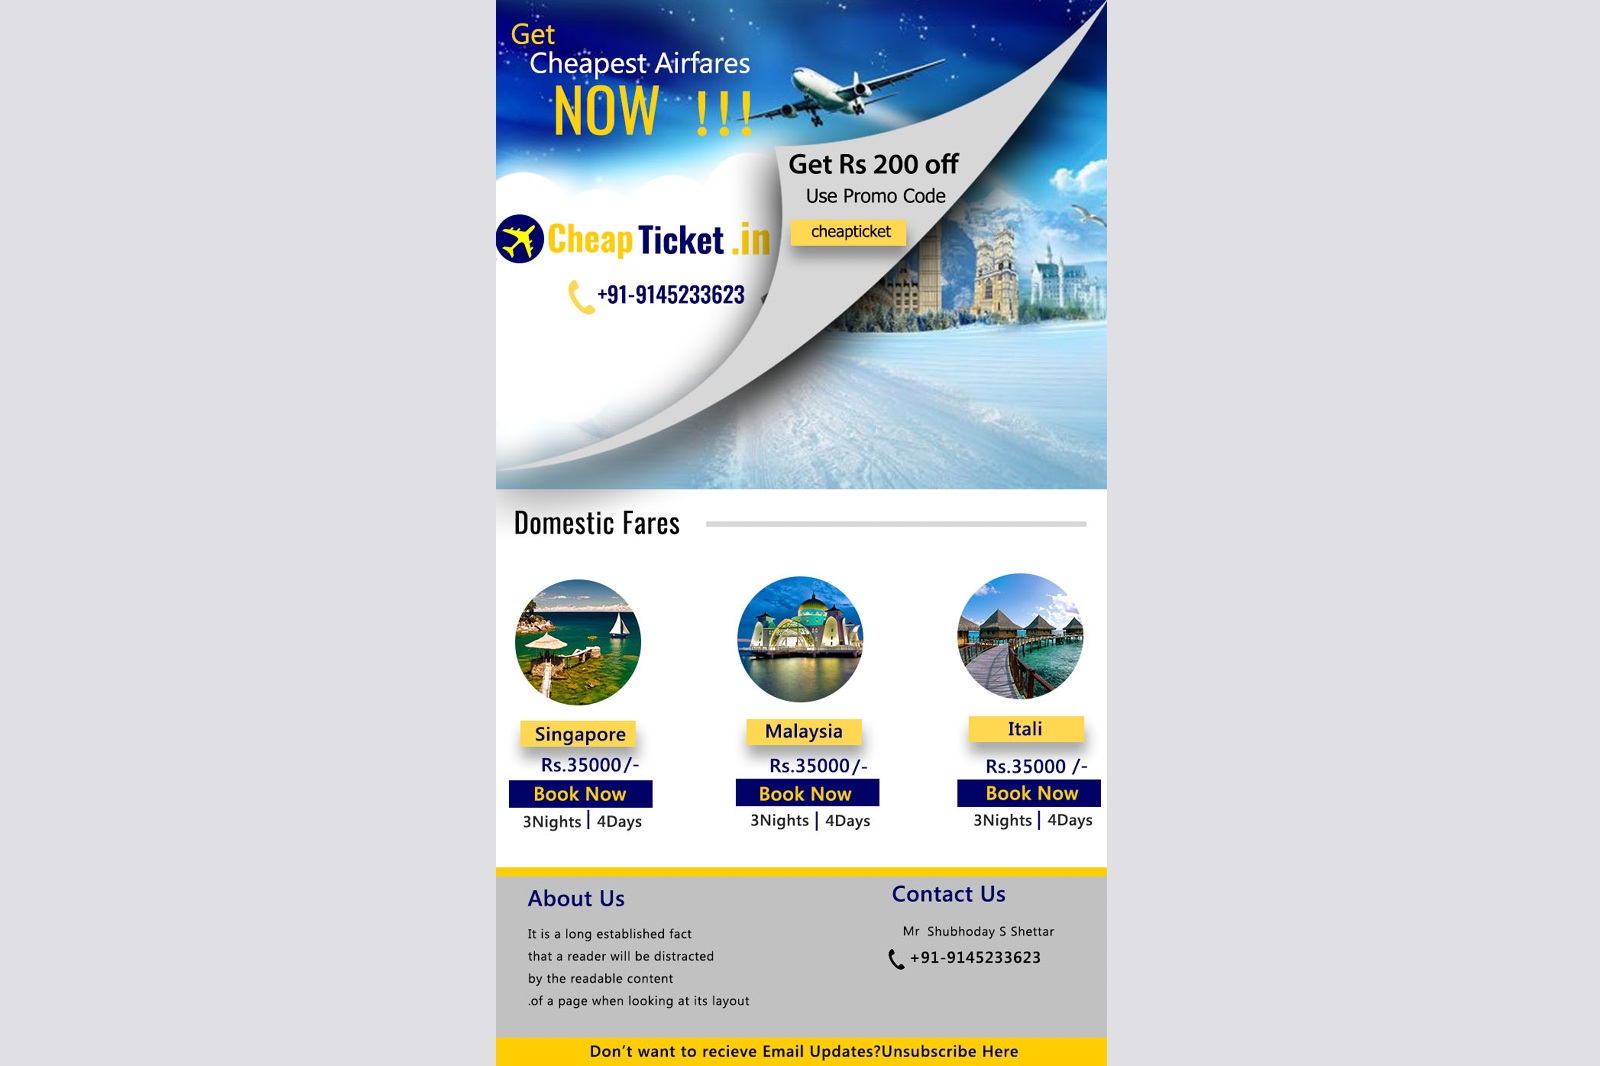 Get
Cheapest Airfares
NOW !!!
Get Rs 200 off
Use Promo Code
cheapticket
Cheap Ticket .in
+91-9145233623
Domestic Fares
Singapore
Rs.35000/-
Book Now
3Nights | 4Days
Malaysia
Rs.35000/-
Book Now
3Nights | 4Days
Itali
Rs.35000 /-
Book Now
3Nights | 4Days
About Us
It is a long established fact
that a reader will be distracted
by the readable content
.of a page when looking at its layout
Contact Us
Mr Shubhoday S Shettar
+91-9145233623
Don't want to recieve Email Updates?Unsubscribe Here